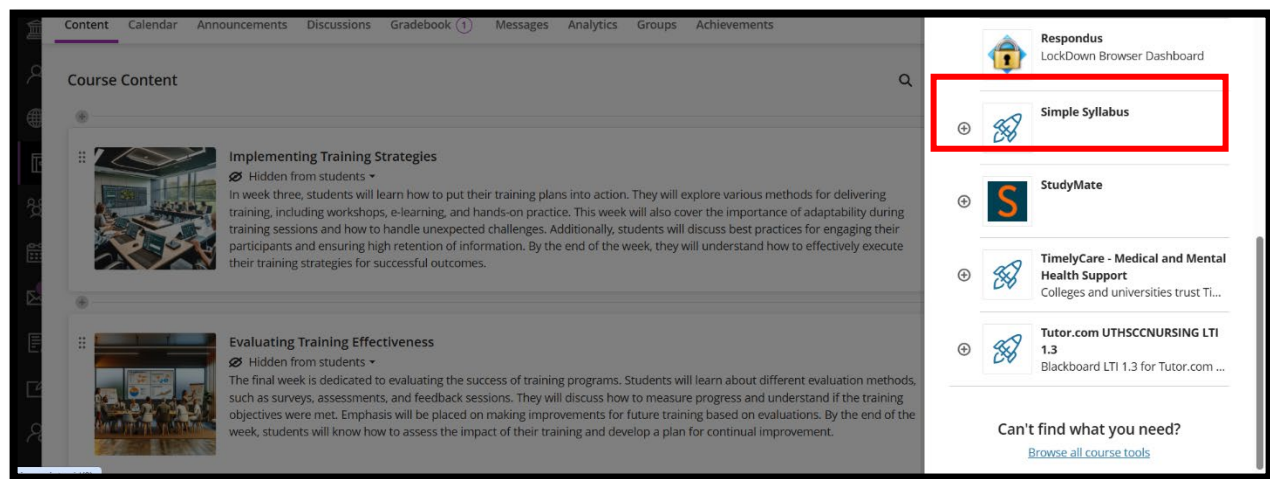 Content Calendar Announcements Discussions Gradebook 1 Messages Analytics Groups Achievements
Course Content
Implementing Training Strategies
Hidden from students
In week three, students will learn how to put their training plans into action. They will explore various methods for delivering
training, including workshops, e-learning, and hands-on practice. This week will also cover the importance of adaptability during
training sessions and how to handle unexpected challenges. Additionally, students will discuss best practices for engaging their
participants and ensuring high retention of information. By the end of the week, they will understand how to effectively execute
their training strategies for successful outcomes.
Evaluating Training Effectiveness
Hidden from students
The final week is dedicated to evaluating the success of training programs. Students will learn about different evaluation methods,
such as surveys, assessments, and feedback sessions. They will discuss how to measure progress and understand if the training
objectives were met. Emphasis will be placed on making improvements for future training based on evaluations. By the end of the
week, students will know how to assess the impact of their training and develop a plan for continual improvement.
Respondus
LockDown Browser Dashboard
Simple Syllabus
S
StudyMate
TimelyCare - Medical and Mental
Health Support
Colleges and universities trust Ti...
Tutor.com UTHSCCNURSING LTI
1.3
Blackboard LTI 1.3 for Tutor.com ...
Can't find what you need?
Browse all course tools